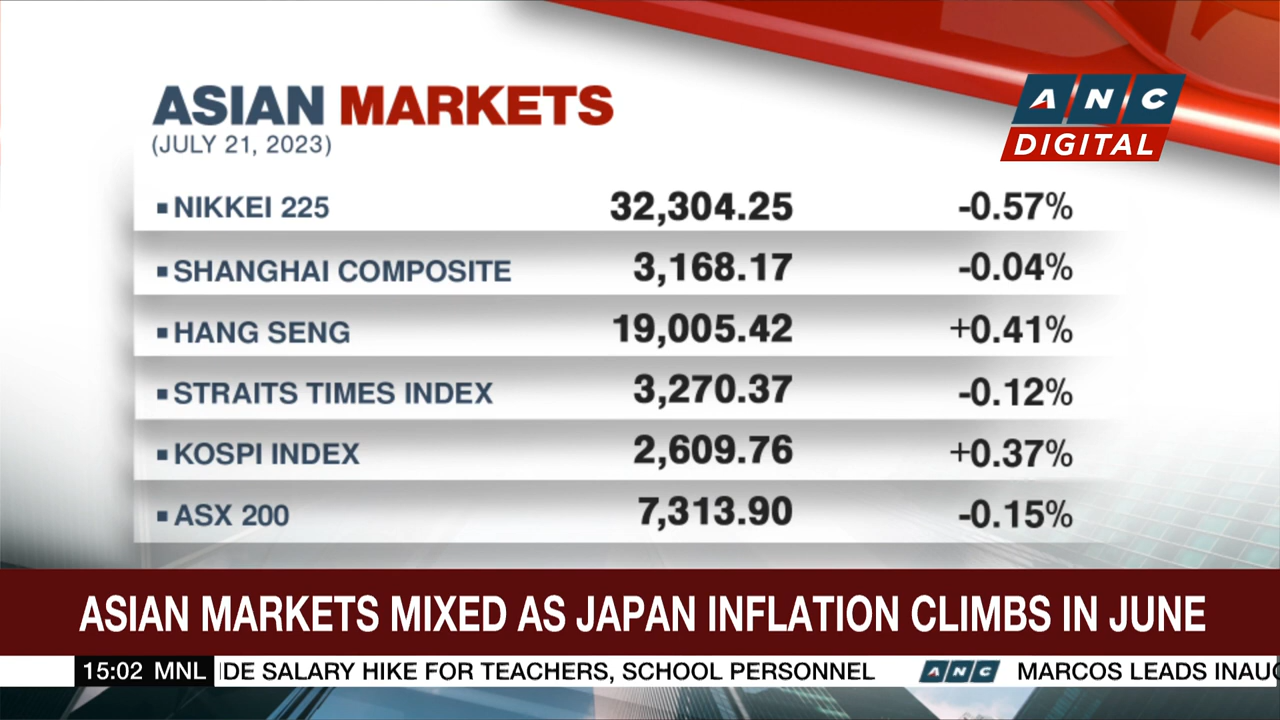 ASIAN MARKETS
(JULY 21, 2023)
ANC
DIGITAL
▪ NIKKEI 225 32,304.25 -0.57%
▪ SHANGHAI COMPOSITE 3,168.17 -0.04%
▪ HANG SENG 19,005.42 +0.41%
▪ STRAITS TIMES INDEX 3,270.37 -0.12%
▪ KOSPI INDEX 2,609.76 +0.37%
▪ ASX 200 7,313.90 -0.15%
ASIAN MARKETS MIXED AS JAPAN INFLATION CLIMBS IN JUNE
15:02 MNL DE SALARY HIKE FOR TEACHERS, SCHOOL PERSONNEL ANC MARCOS LEADS INAUG